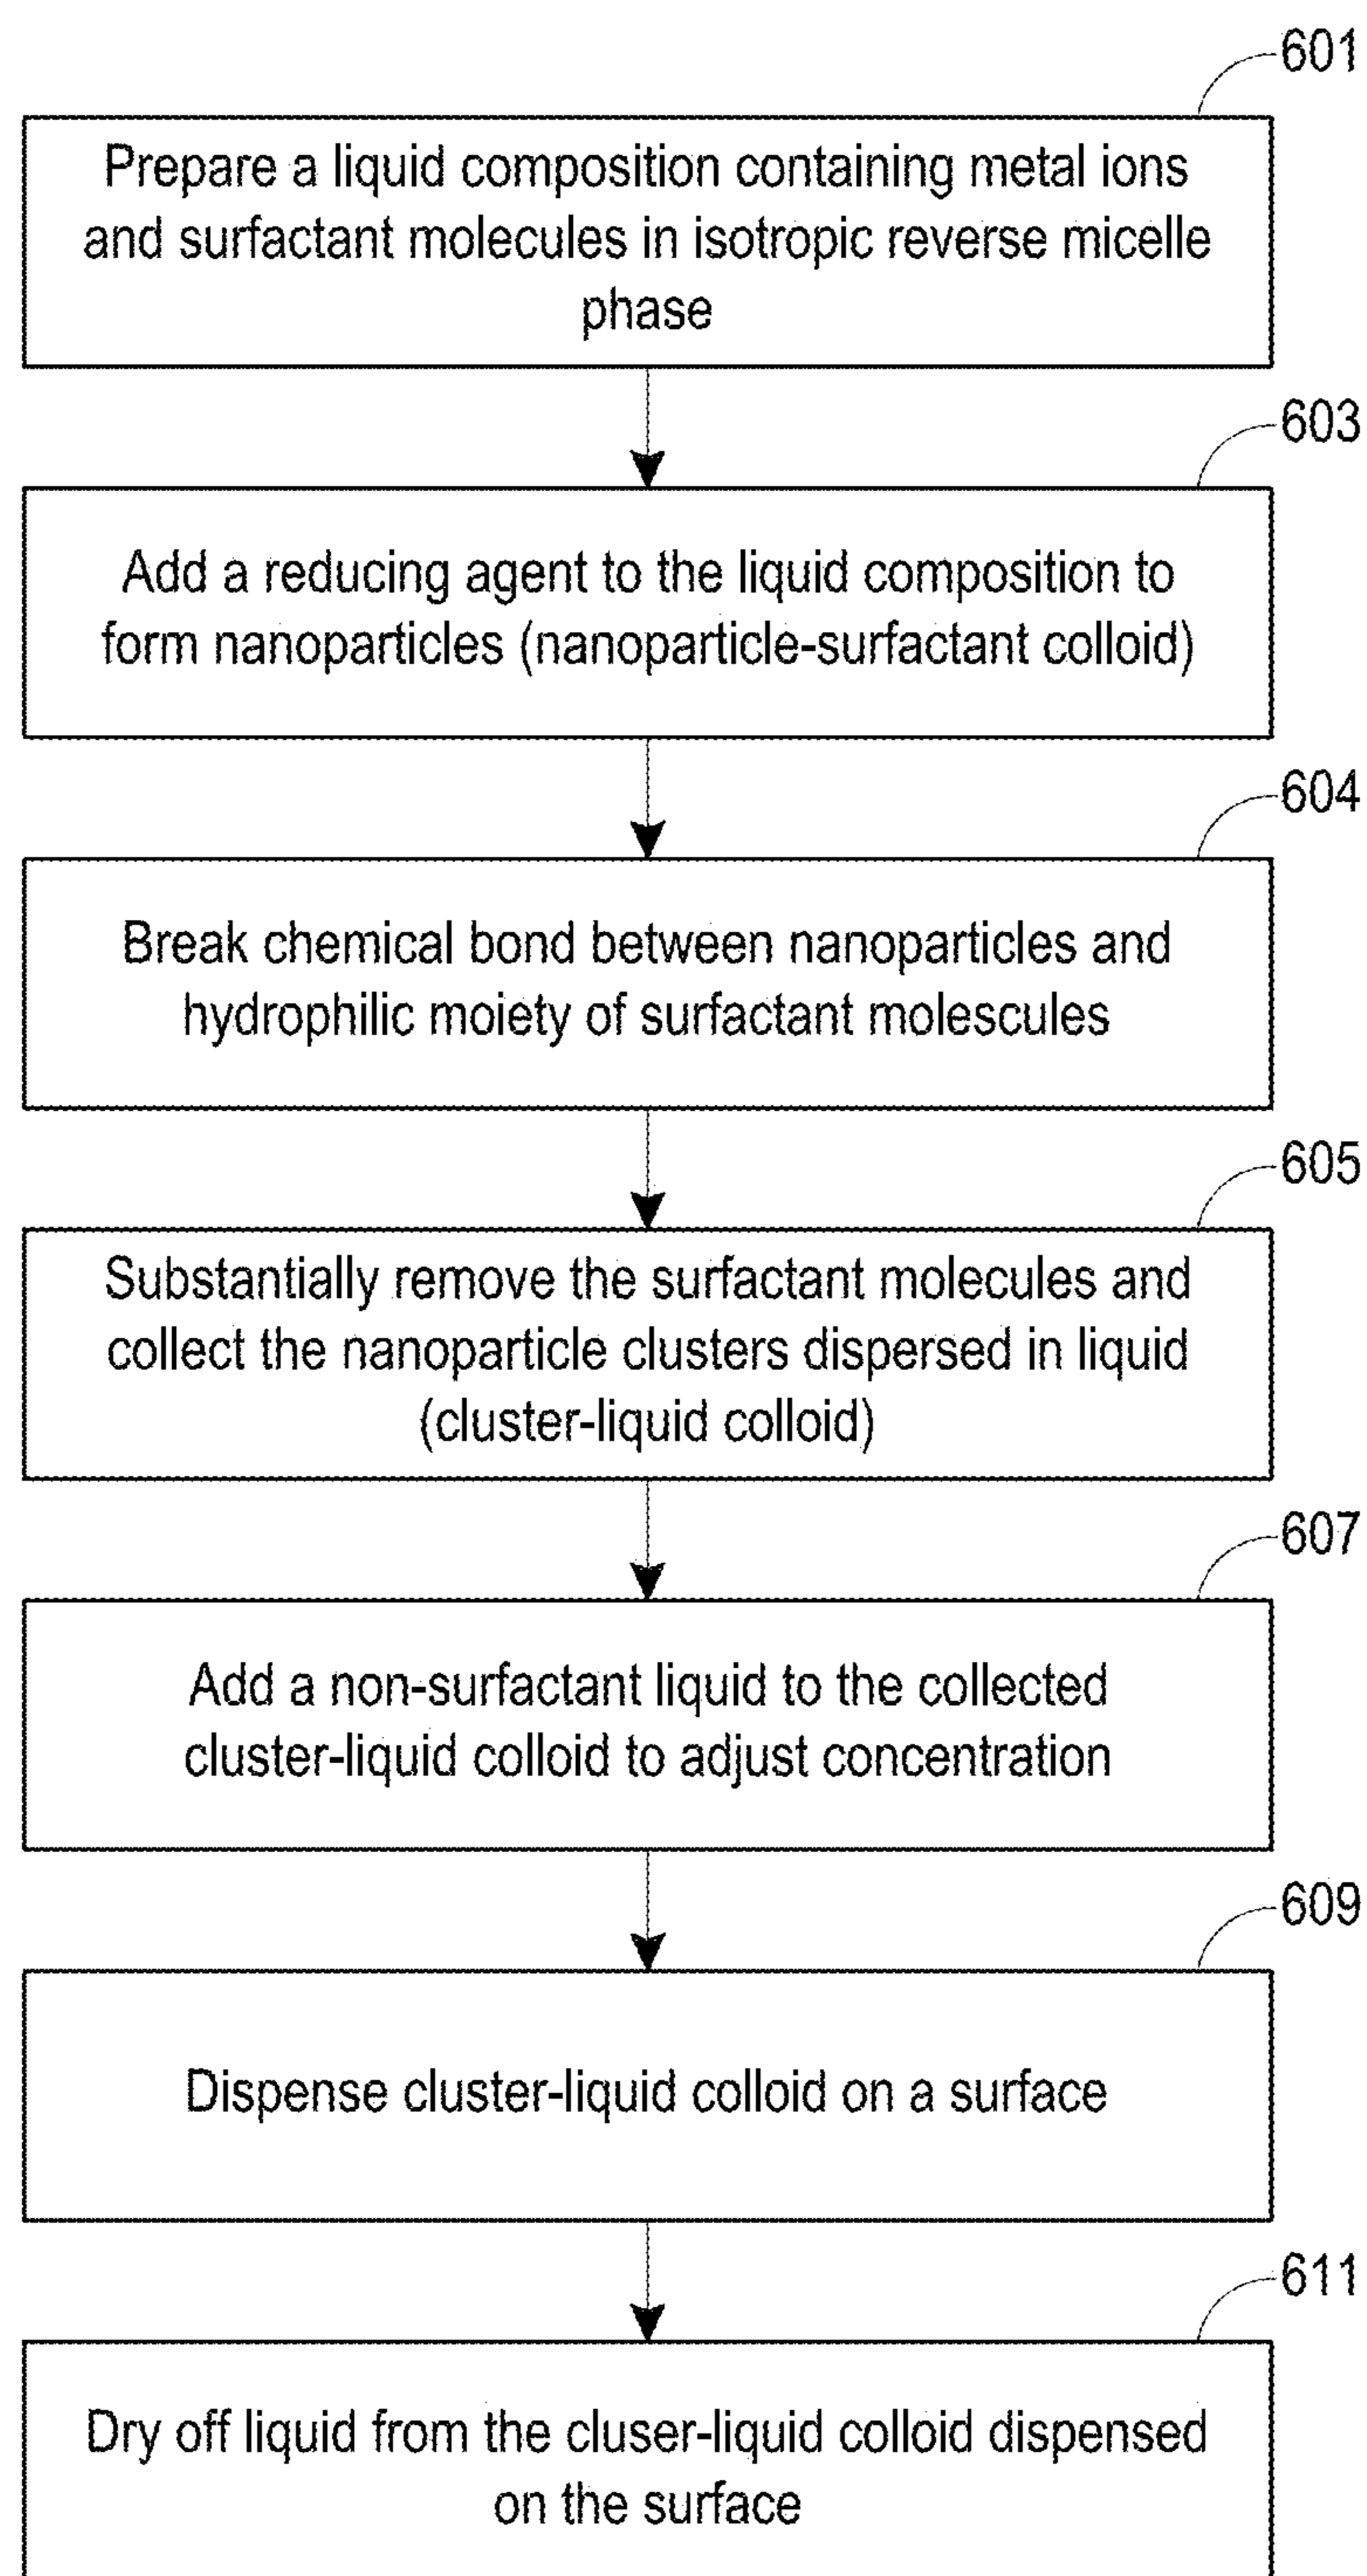 601
Prepare a liquid composition containing metal ions
and surfactant molecules in isotropic reverse micelle
phase
603
Add a reducing agent to the liquid composition to
form nanoparticles (nanoparticle-surfactant colloid)
604
Break chemical bond between nanoparticles and
hydrophilic moiety of surfactant molescules
605
Substantially remove the surfactant molecules and
collect the nanoparticle clusters dispersed in liquid
(cluster-liquid colloid)
607
Add a non-surfactant liquid to the collected
cluster-liquid colloid to adjust concentration
609
Dispense cluster-liquid colloid on a surface
611
Dry off liquid from the cluser-liquid colloid dispensed
on the surface